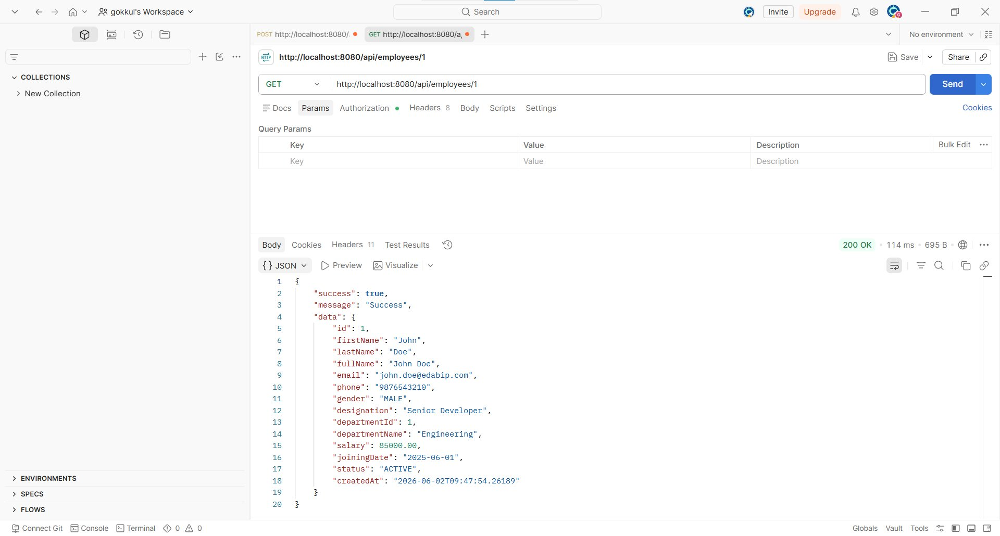 gokkul's Workspace
Search
Invite
Upgrade
POST http://localhost:8080/
GET http://localhost:8080/a
No environment
HTTP http://localhost:8080/api/employees/1
Save
Share
COLLECTIONS
New Collection
GET http://localhost:8080/api/employees/1
Send
Docs Params Authorization Headers 8 Body Scripts Settings Cookies
Query Params
Key Value Description Bulk Edit
Key Value Description
Body Cookies Headers 11 Test Results 200 OK 114 ms 695 B
{} JSON Preview Visualize
1 {
2 "success": true,
3 "message": "Success",
4 "data": {
5 "id": 1,
6 "firstName": "John",
7 "lastName": "Doe",
8 "fullName": "John Doe",
9 "email": "john.doe@edabip.com",
10 "phone": "9876543210",
11 "gender": "MALE",
12 "designation": "Senior Developer",
13 "departmentId": 1,
14 "departmentName": "Engineering",
15 "salary": 85000.00,
16 "joiningDate": "2025-06-01",
17 "status": "ACTIVE",
18 "createdAt": "2026-06-02T09:47:54.26189"
19 }
20 }
ENVIRONMENTS
SPECS
FLOWS
Connect Git Console Terminal 0 0 Globals Vault Tools